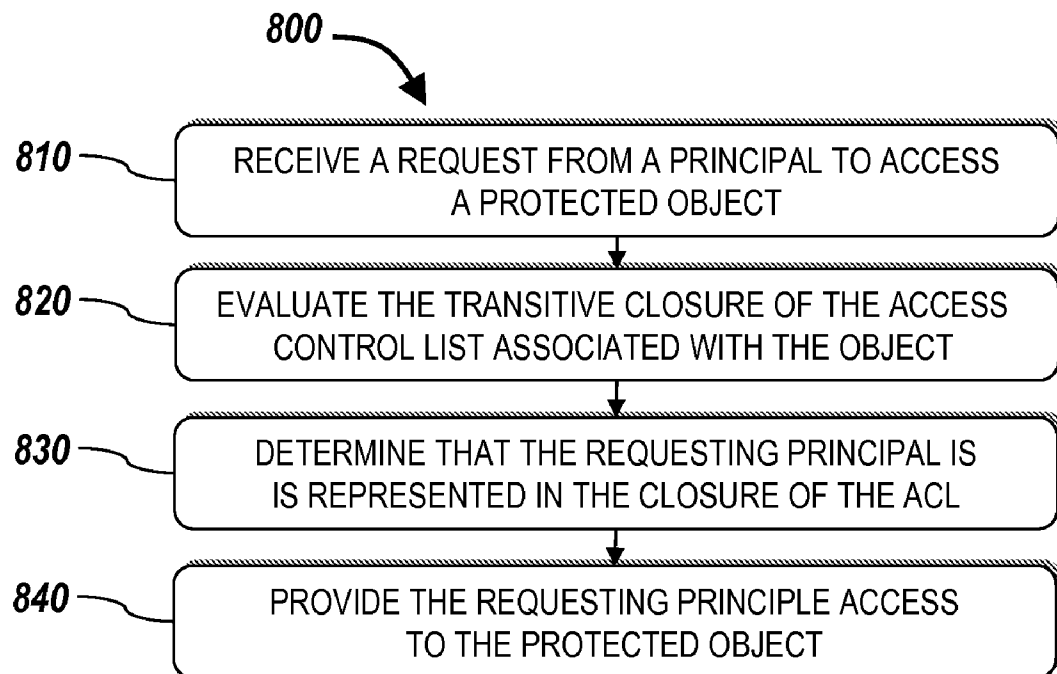 800
810
RECEIVE A REQUEST FROM A PRINCIPAL TO ACCESS
A PROTECTED OBJECT
820
EVALUATE THE TRANSITIVE CLOSURE OF THE ACCESS
CONTROL LIST ASSOCIATED WITH THE OBJECT
830
DETERMINE THAT THE REQUESTING PRINCIPAL IS
IS REPRESENTED IN THE CLOSURE OF THE ACL
840
PROVIDE THE REQUESTING PRINCIPLE ACCESS
TO THE PROTECTED OBJECT